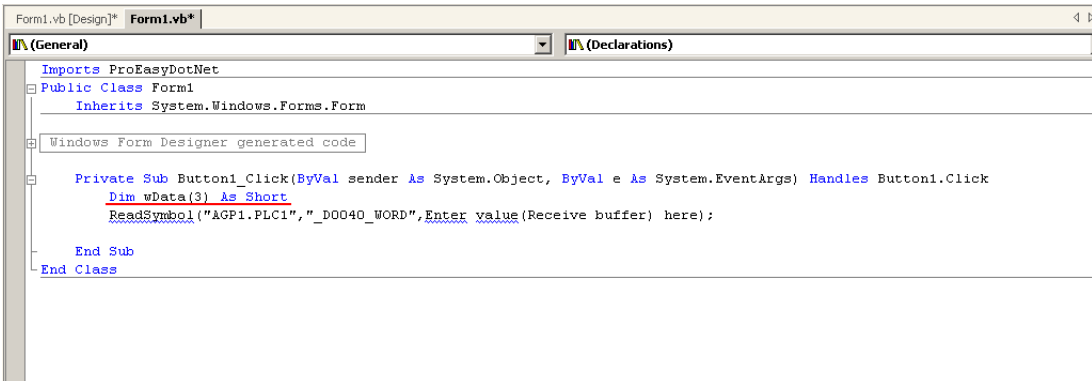 Form1.vb [Design]* Form1.vb*
(General) (Declarations)
Imports ProEasyDotNet
Public Class Form1
Inherits System.Windows.Forms.Form
Windows Form Designer generated code
Private Sub Button1_Click(ByVal sender As System.Object, ByVal e As System.EventArgs) Handles Button1.Click
Dim wData(3) As Short
ReadSymbol("AGP1.PLC1","_D0040_WORD",Enter value(Receive buffer) here);
End Sub
End Class